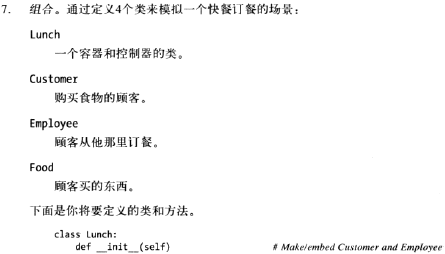 7. 组合。通过定义4个类来模拟一个快餐订餐的场景：
Lunch
一个容器和控制器的类。
Customer
购买食物的顾客。
Employee
顾客从他那里订餐。
Food
顾客买的东西。
下面是你将要定义的类和方法。
class Lunch:
def __init__(self) # Make/embed Customer and Employee